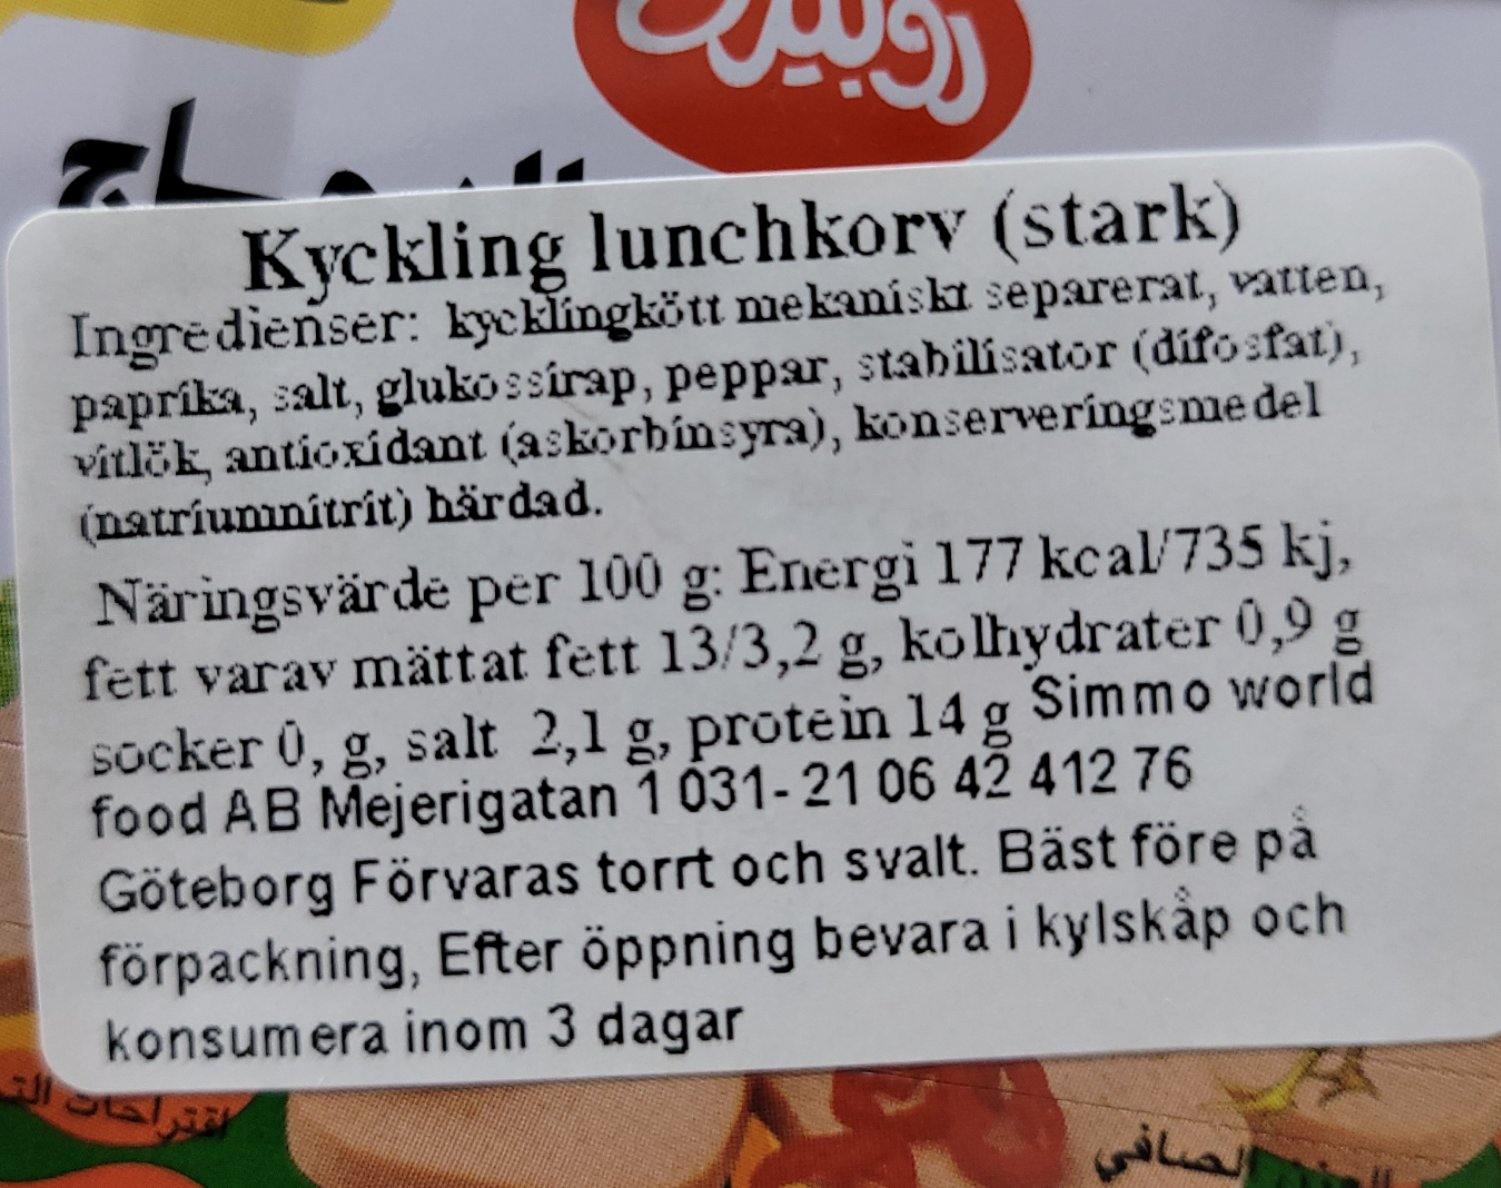 روبيرت
Kyckling lunchkorv (stark)
Ingredienser: kycklingkött mekaniskt separerat, vatten,
paprika, salt, glukossirap, peppar, stabilisator (difosfat),
vitlök, antioxidant (askorbinsyra), konserveringsmedel
(natriumnitrit) härdad.
Näringsvärde per 100 g: Energi 177 kcal/735 kj,
fett varav mättat fett 13/3,2 g, kolhydrater 0,9 g
socker 0, g, salt 2,1 g, protein 14 g Simmo world
food AB Mejerigatan 1 031- 21 06 42 412 76
Göteborg Förvaras torrt och svalt. Bäst före på
förpackning, Efter öppning bevara i kylskåp och
konsumera inom 3 dagar
اقتراحات
الصافي